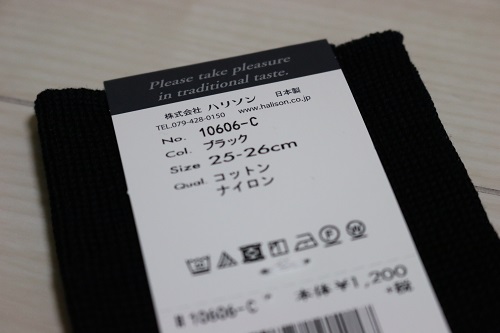 Please take pleasure
in traditional taste.
株式会社 ハリソン 日本製
TEL.079-428-0150 www.halison.co.jp
No. 10606-C
Col. ブラック
Size 25-26cm
Qual. コットン
ナイロン
10606-C 本体 ¥1,200
+税